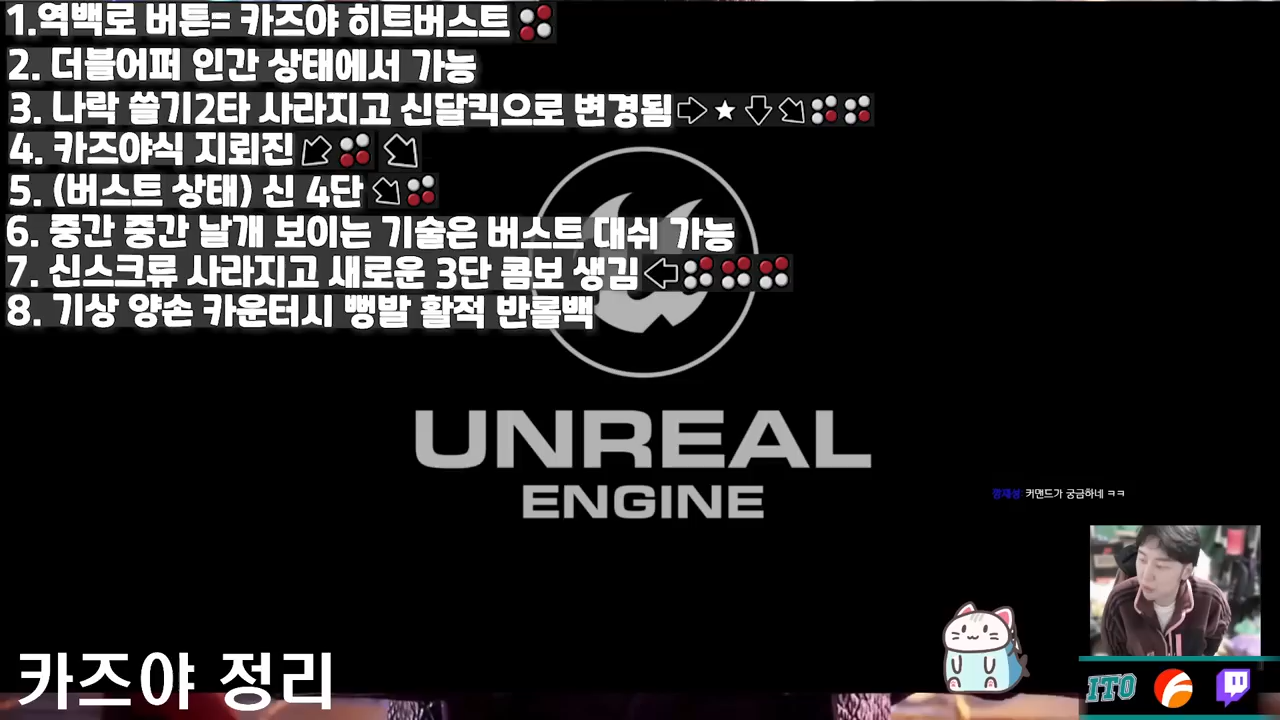 1.역백로 버튼= 카즈야 히트버스트
2. 더블어퍼 인간 상태에서 가능
3. 나락 쓸기2타 사라지고 신달킥으로 변경됨 ⇨ ★ ⇩ ⬂
4. 카즈야식 지뢰진 ⬃ ⬂
5. (버스트 상태) 신 4단 ⬂
6. 중간 중간 날개 보이는 기술은 버스트 대쉬 가능
7. 신스크류 사라지고 새로운 3단 콤보 생김 ⇦
8. 기상 양손 카운터시 뻥발 활적 반롤백
UNREAL
ENGINE
키맨드가 궁금하네 ㅋㅋ
ITO
카즈야 정리